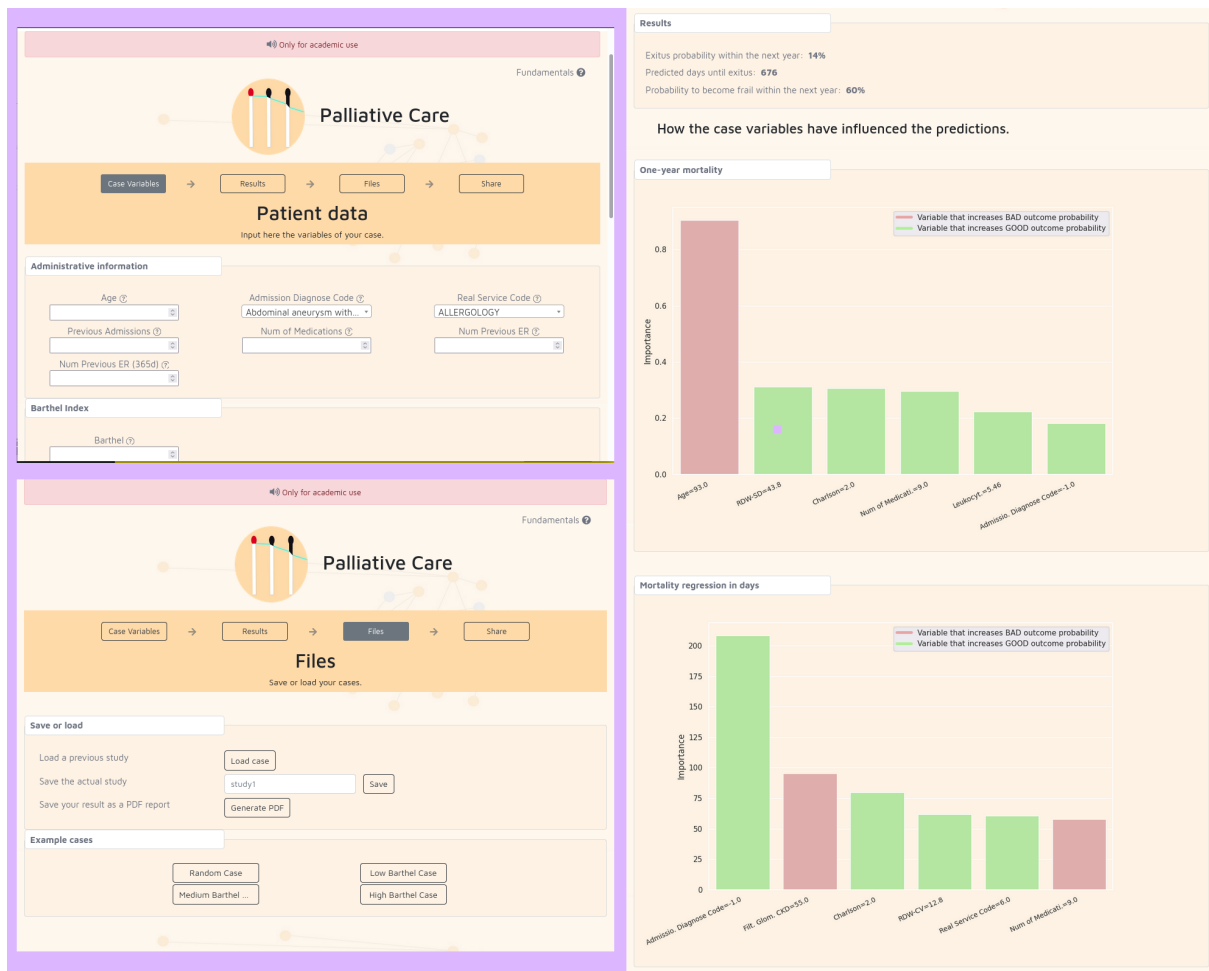 Only for academic use
Fundamentals ?
Palliative Care
Case Variables → Results → Files → Share
Patient data
Input here the variables of your case.
Administrative information
Age ? Admission Diagnose Code ? Real Service Code ?
Abdominal aneurysm with... ALLERGOLOGY
Previous Admissions ? Num of Medications ? Num Previous ER ?
Num Previous ER (365d) ?
Barthel Index
Barthel ?
Only for academic use
Fundamentals ?
Palliative Care
Case Variables → Results → Files → Share
Files
Save or load your cases.
Save or load
Load a previous study Load case
Save the actual study study1 Save
Save your result as a PDF report Generate PDF
Example cases
Random Case Low Barthel Case
Medium Barthel ... High Barthel Case
Results
Exitus probability within the next year: 14%
Predicted days until exitus: 676
Probability to become frail within the next year: 60%
How the case variables have influenced the predictions.
One-year mortality
Variable that increases BAD outcome probability
Variable that increases GOOD outcome probability
Importance
0.8
0.6
0.4
0.2
0.0
Age=93.0
RDW-SD=43.8
Charlson=2.0
Num of Medicati.=9.0
Leukocyt.=5.46
Admissio. Diagnose Code=-1.0
Mortality regression in days
Variable that increases BAD outcome probability
Variable that increases GOOD outcome probability
Importance
200
175
150
125
100
75
50
25
0
Admissio. Diagnose Code=-1.0
Filt. Glom. CKD=55.0
Charlson=2.0
RDW-CV=12.8
Real Service Code=6.0
Num of Medicati.=9.0